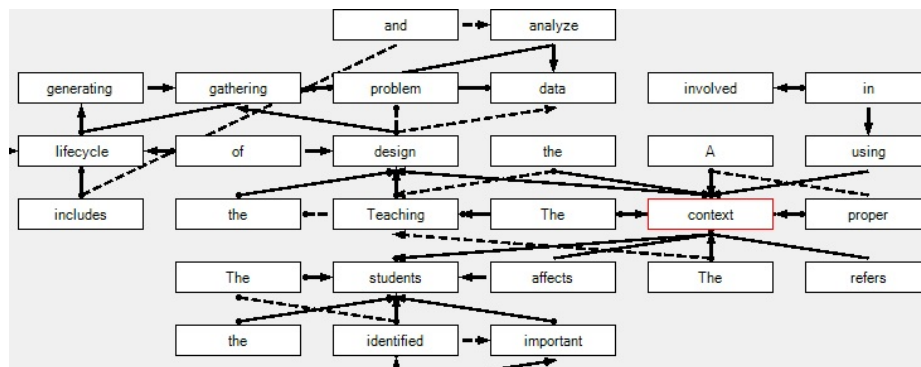 and analyze
generating gathering problem data involved in
lifecycle of design the A using
includes the Teaching The context proper
The students affects The refers
the identified important